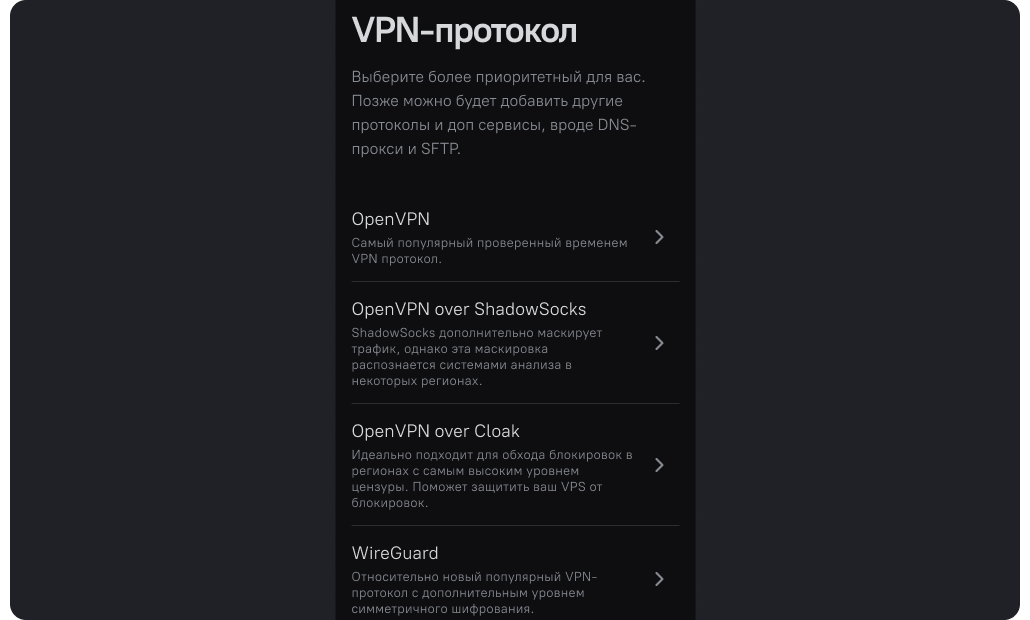 VPN-протокол
Выберите более приоритетный для вас.
Позже можно будет добавить другие
протоколы и доп сервисы, вроде DNS-
прокси и SFTP.
OpenVPN
Самый популярный проверенный временем
VPN протокол.
OpenVPN over ShadowSocks
ShadowSocks дополнительно маскирует
трафик, однако эта маскировка
распознается системами анализа в
некоторых регионах.
OpenVPN over Cloak
Идеально подходит для обхода блокировок в
регионах с самым высоким уровнем
цензуры. Поможет защитить ваш VPS от
блокировок.
WireGuard
Относительно новый популярный VPN-
протокол с дополнительным уровнем
симметричного шифрования.